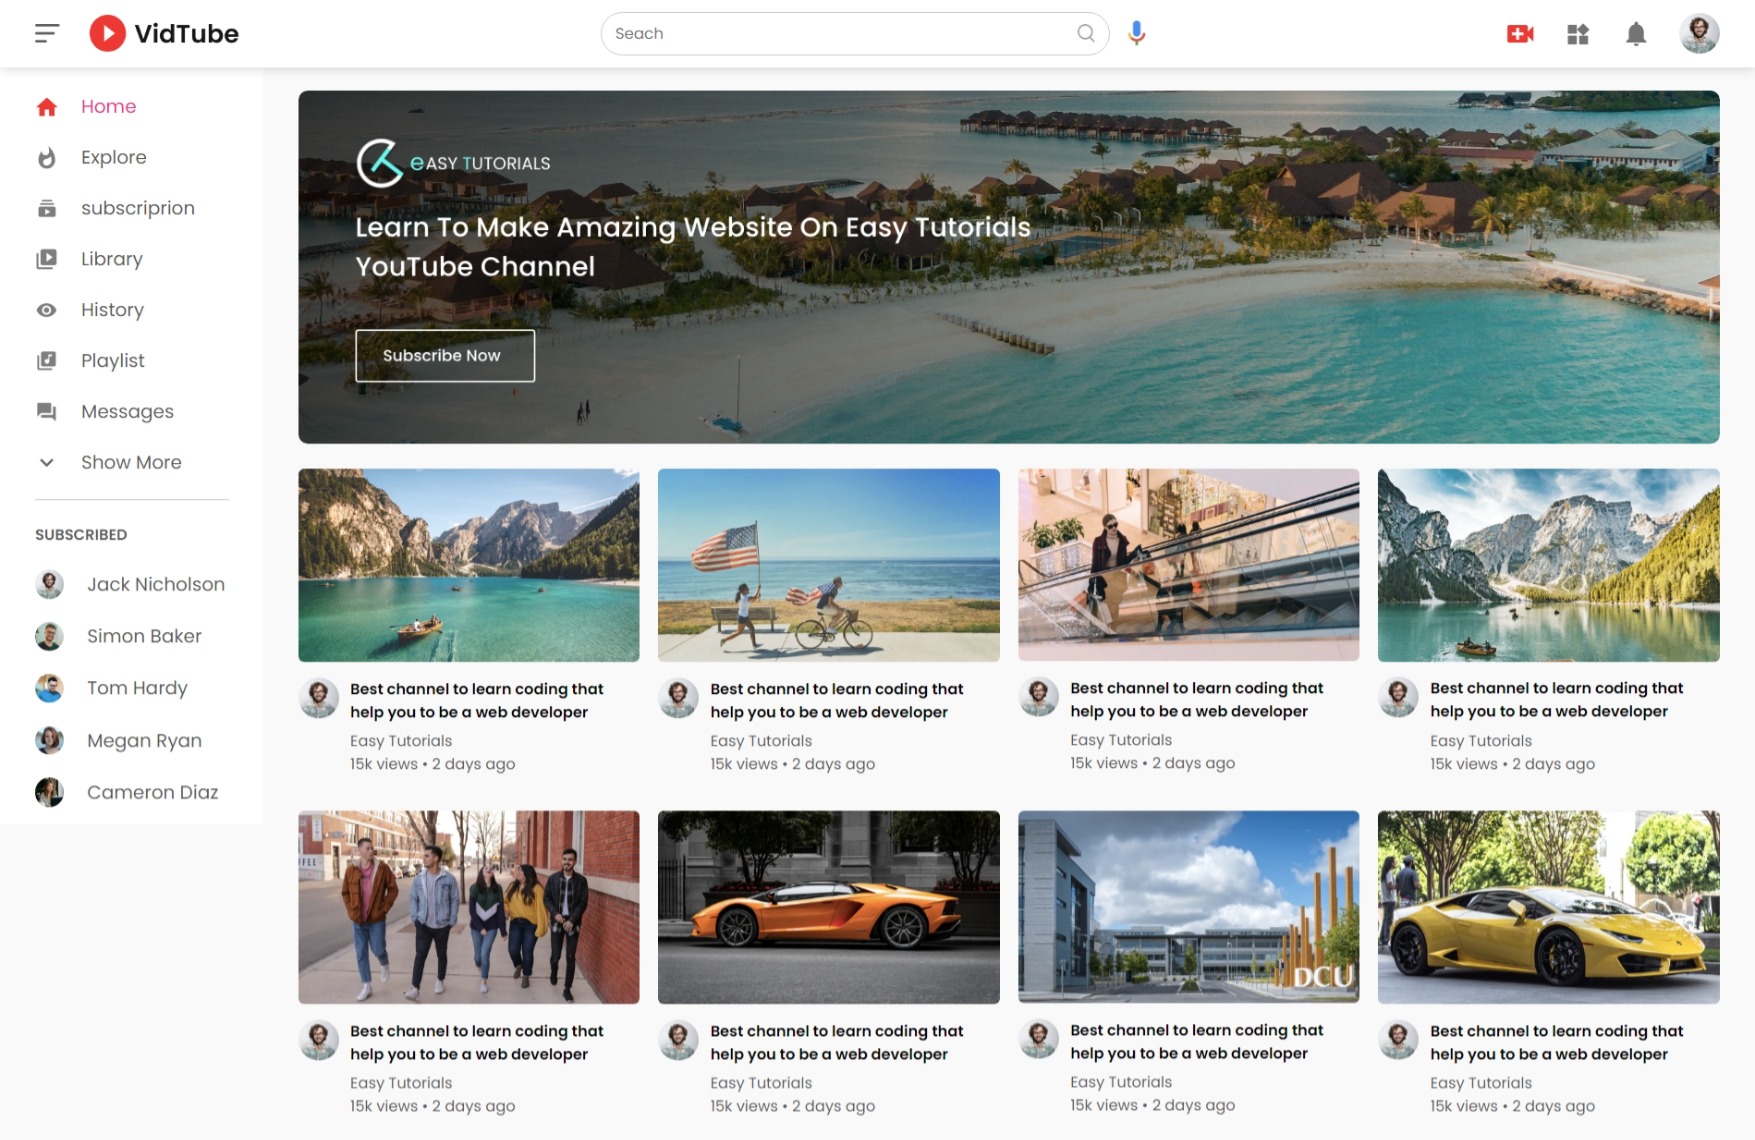 VidTube
Seach
Home
Explore
subscriprion
Library
History
Playlist
Messages
Show More
SUBSCRIBED
Jack Nicholson
Simon Baker
Tom Hardy
Megan Ryan
Cameron Diaz
eASY TUTORIALS
Learn To Make Amazing Website On Easy Tutorials
YouTube Channel
Subscribe Now
Best channel to learn coding that
help you to be a web developer
Easy Tutorials
15k views • 2 days ago
Best channel to learn coding that
help you to be a web developer
Easy Tutorials
15k views • 2 days ago
Best channel to learn coding that
help you to be a web developer
Easy Tutorials
15k views • 2 days ago
Best channel to learn coding that
help you to be a web developer
Easy Tutorials
15k views • 2 days ago
DCU
Best channel to learn coding that
help you to be a web developer
Easy Tutorials
15k views • 2 days ago
Best channel to learn coding that
help you to be a web developer
Easy Tutorials
15k views • 2 days ago
Best channel to learn coding that
help you to be a web developer
Easy Tutorials
15k views • 2 days ago
Best channel to learn coding that
help you to be a web developer
Easy Tutorials
15k views • 2 days ago